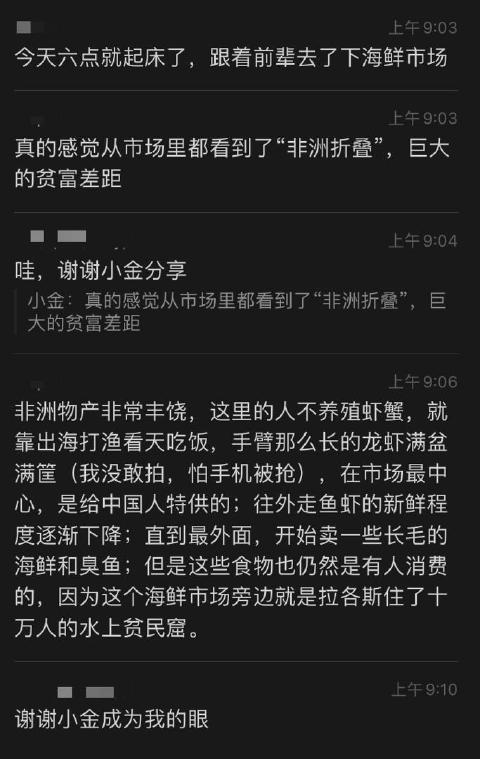 上午9:03
今天六点就起床了，跟着前辈去了下海鲜市场
上午9:03
真的感觉从市场里都看到了“非洲折叠”，巨大
的贫富差距
上午9:04
哇，谢谢小金分享
小金：真的感觉从市场里都看到了“非洲折叠”，巨
大的贫富差距
上午9:06
非洲物产非常丰饶，这里的人不养殖虾蟹，就
靠出海打渔看天吃饭，手臂那么长的龙虾满盆
满筐（我没敢拍，怕手机被抢），在市场最中
心，是给中国人特供的；往外走鱼虾的新鲜程
度逐渐下降；直到最外面，开始卖一些长毛的
海鲜和臭鱼；但是这些食物也仍然是有人消费
的，因为这个海鲜市场旁边就是拉各斯住了十
万人的水上贫民窟。
上午9:10
谢谢小金成为我的眼